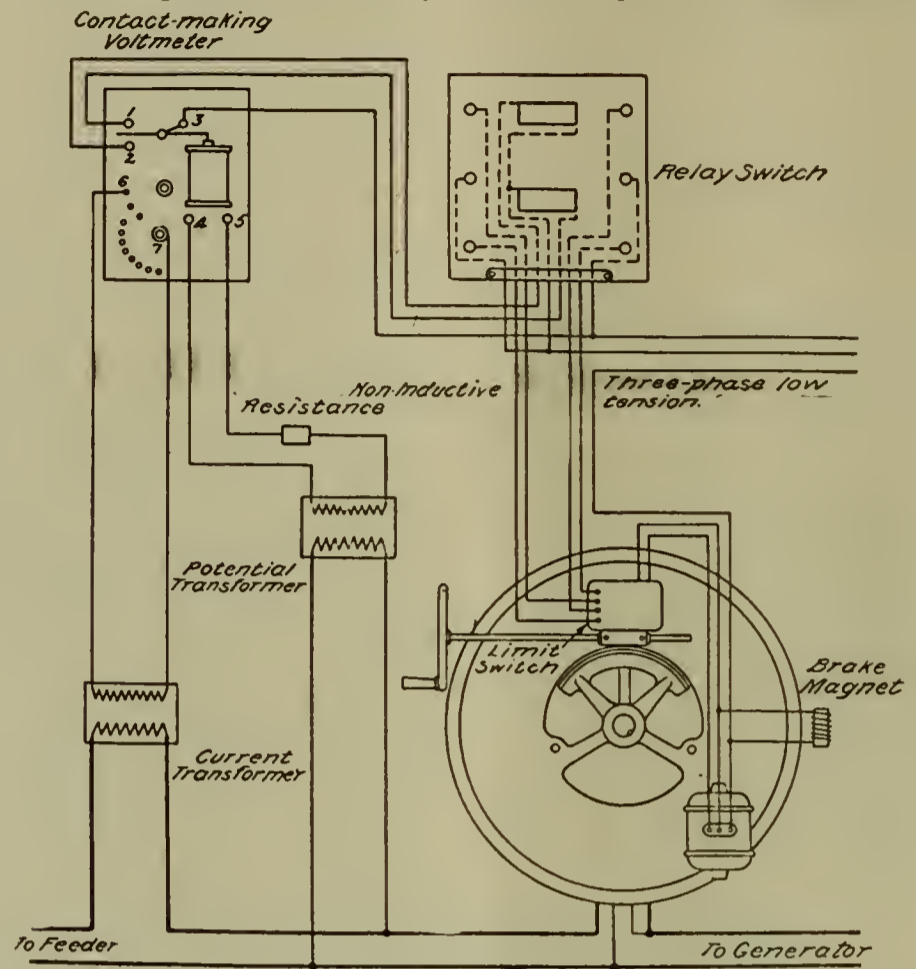 Contact-making
Voltmeter
1
3
2
6
4
5
7
Relay Switch
Three-phase low
tension.
Non-Inductive
Resistance
Potential
Transformer
Limit
Switch
Brake
Magnet
Current
Transformer
To Feeder
To Generator